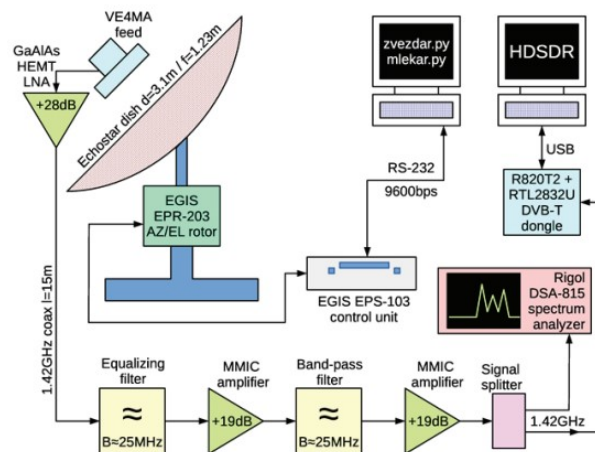 VE4MA
feed
GaAlAs
HEMT
LNA
+28dB
Echostar dish d=3.1m / f=1.23m
zvezdar.py
mlekar.py
HDSDR
USB
RS-232
9600bps
R820T2 +
RTL2832U
DVB-T
dongle
EGIS
EPR-203
AZ/EL rotor
EGIS EPS-103
control unit
Rigol
DSA-815
spectrum
analyzer
1.42GHz coax l=15m
Equalizing
filter
≈
B≈25MHz
MMIC
amplifier
+19dB
Band-pass
filter
≈
B≈25MHz
MMIC
amplifier
+19dB
Signal
splitter
1.42GHz